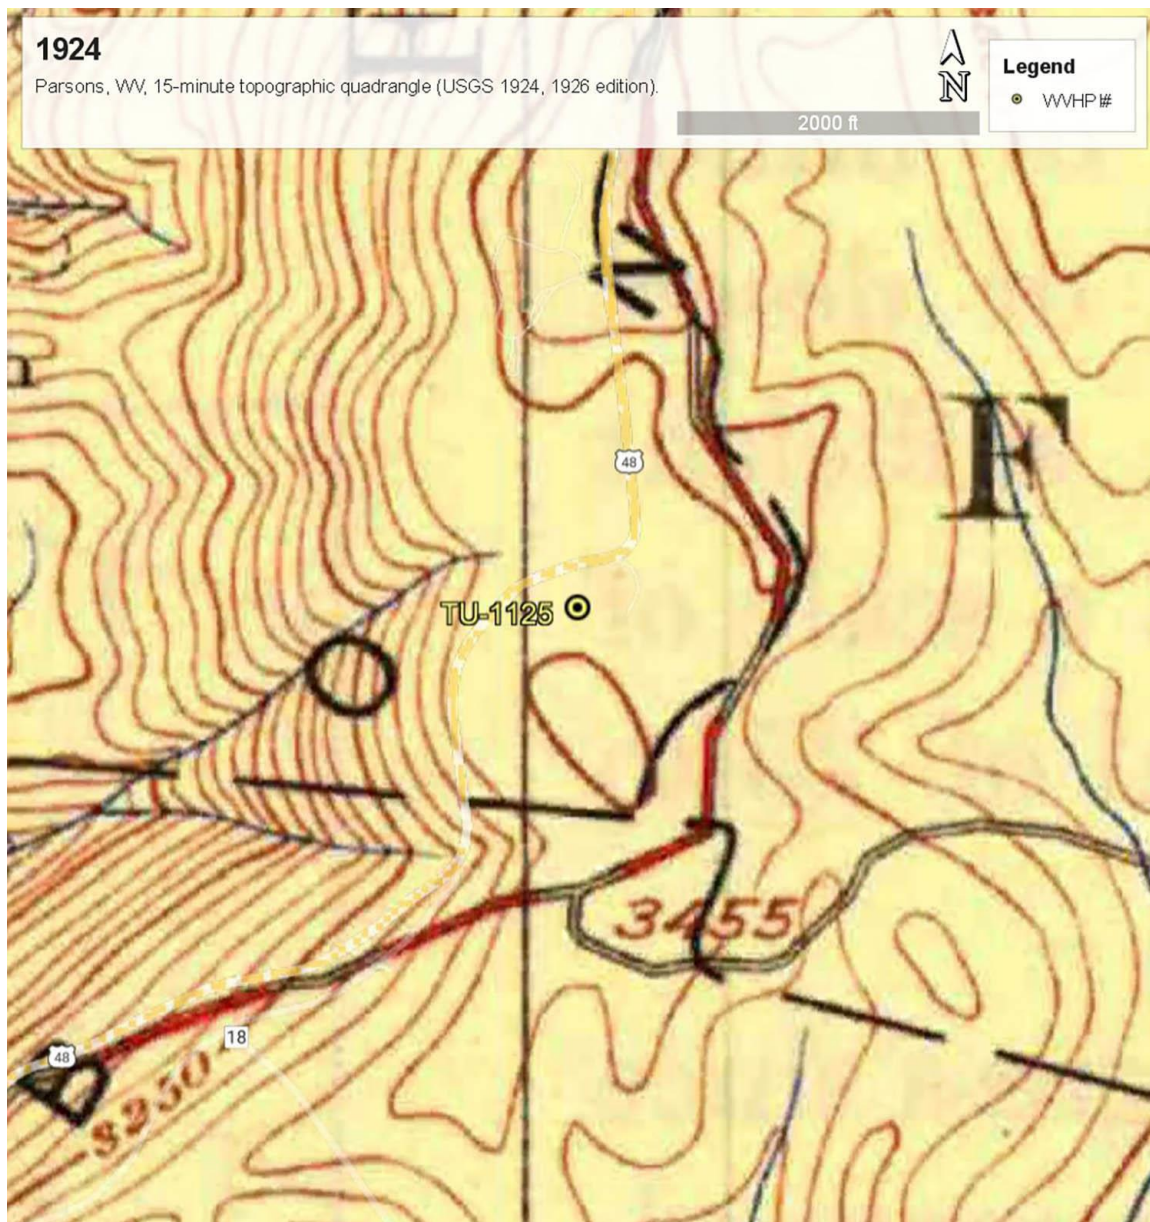 1924
Parsons, WV, 15-minute topographic quadrangle (USGS 1924, 1926 edition).
N
2000 ft
Legend
WVHPI#
K
n
F
48
TU-1125
O
3455
18
48
B
3250